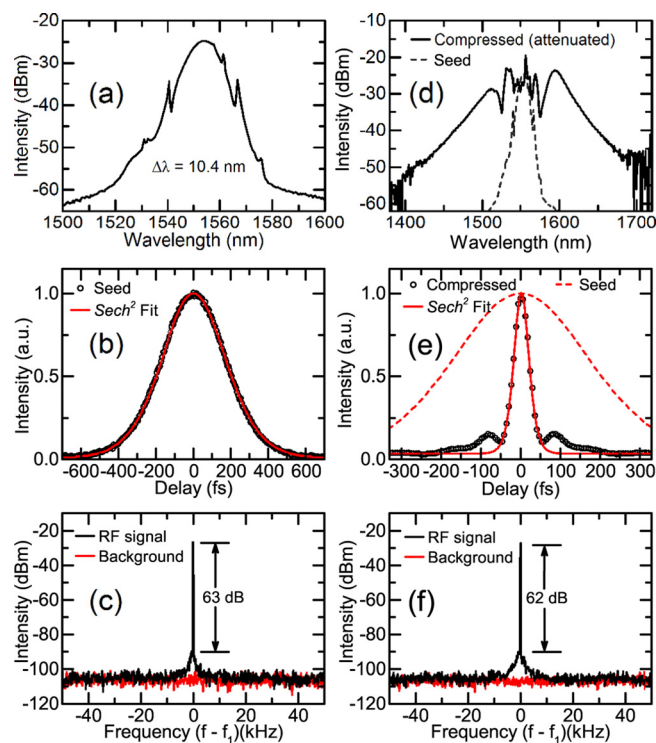 -20
-30
-40
-50
-60
Intensity (dBm)
(a)
Δλ = 10.4 nm
1500 1520 1540 1560 1580 1600
Wavelength (nm)
-10
-20
-30
-40
-50
-60
Intensity (dBm)
Compressed (attenuated)
Seed
(d)
1400 1500 1600 1700
Wavelength (nm)
1.0
0.5
0.0
Intensity (a.u.)
Seed
Sech² Fit
(b)
-600 -400 -200 0 200 400 600
Delay (fs)
1.0
0.5
0.0
Intensity (a.u.)
Compressed
Seed
Sech² Fit
(e)
-300 -200 -100 0 100 200 300
Delay (fs)
-20
-40
-60
-80
-100
-120
Intensity (dBm)
RF signal
Background
(c)
63 dB
-40 -20 0 20 40
Frequency (f - f₁)(kHz)
-20
-40
-60
-80
-100
-120
Intensity (dBm)
RF signal
Background
(f)
62 dB
-40 -20 0 20 40
Frequency (f - f₁)(kHz)